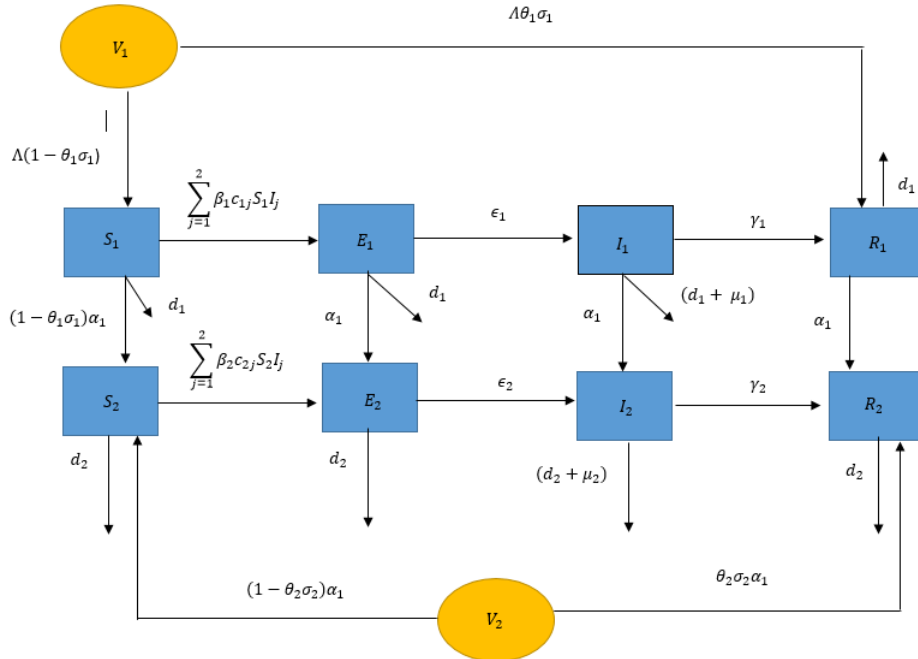 Λθ₁σ₁
V₁
Λ(1 − θ₁σ₁)
d₁
∑²ⱼ₌₁ β₁c₁ⱼS₁Iⱼ
S₁
E₁
ϵ₁
I₁
γ₁
R₁
d₁
d₁
(d₁ + μ₁)
(1 − θ₁σ₁)α₁
α₁
α₁
α₁
∑²ⱼ₌₁ β₂c₂ⱼS₂Iⱼ
S₂
E₂
ϵ₂
I₂
γ₂
R₂
d₂
d₂
(d₂ + μ₂)
d₂
(1 − θ₂σ₂)α₁
V₂
θ₂σ₂α₁